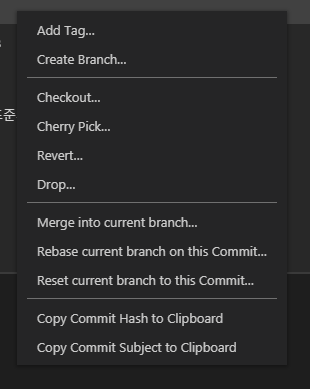 Add Tag...
Create Branch...
Checkout...
준
Cherry Pick...
Revert...
Drop...
Merge into current branch...
Rebase current branch on this Commit...
Reset current branch to this Commit...
Copy Commit Hash to Clipboard
Copy Commit Subject to Clipboard